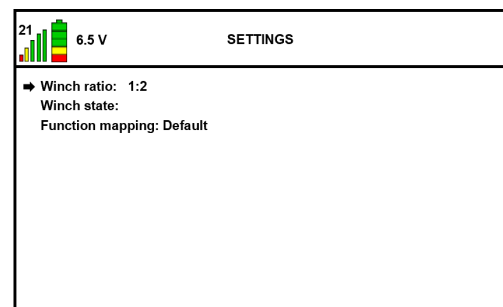 21
6.5 V
SETTINGS
Winch ratio: 1:2
Winch state:
Function mapping: Default